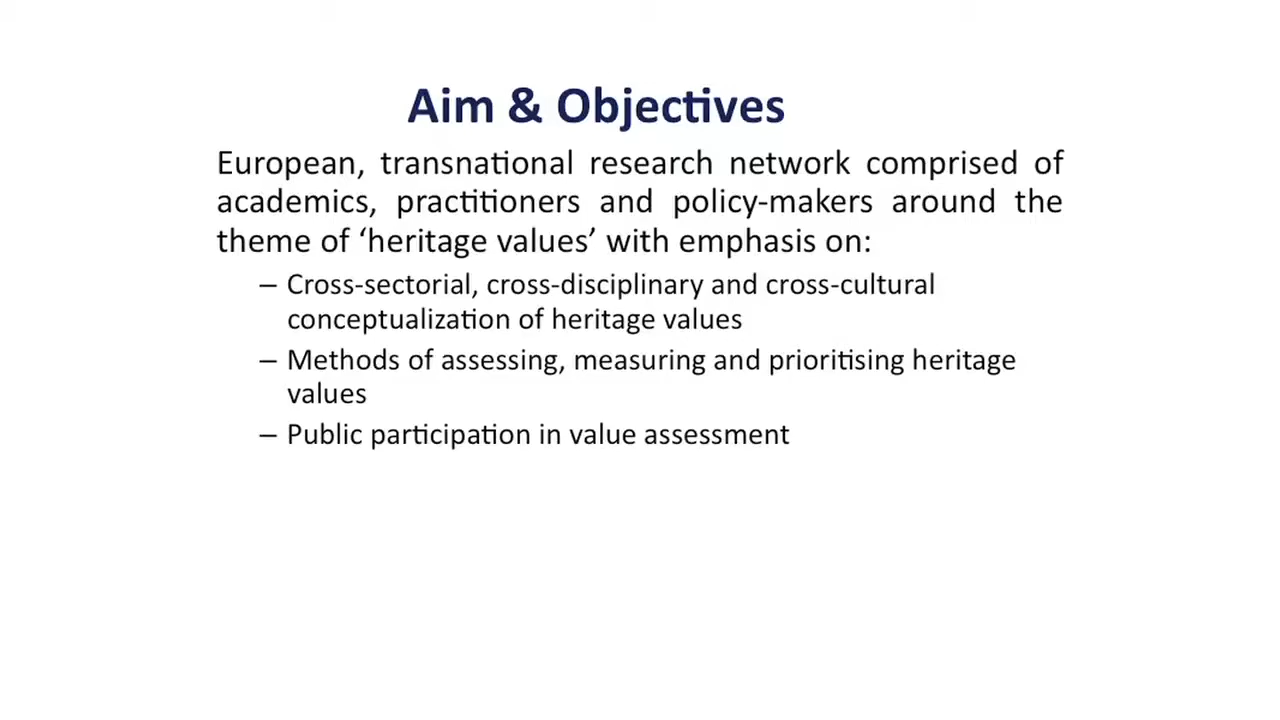 Aim & Objectives
European, transnational research network comprised of
academics, practitioners and policy-makers around the
theme of ‘heritage values’ with emphasis on:
– Cross-sectorial, cross-disciplinary and cross-cultural
conceptualization of heritage values
– Methods of assessing, measuring and prioritising heritage
values
– Public participation in value assessment